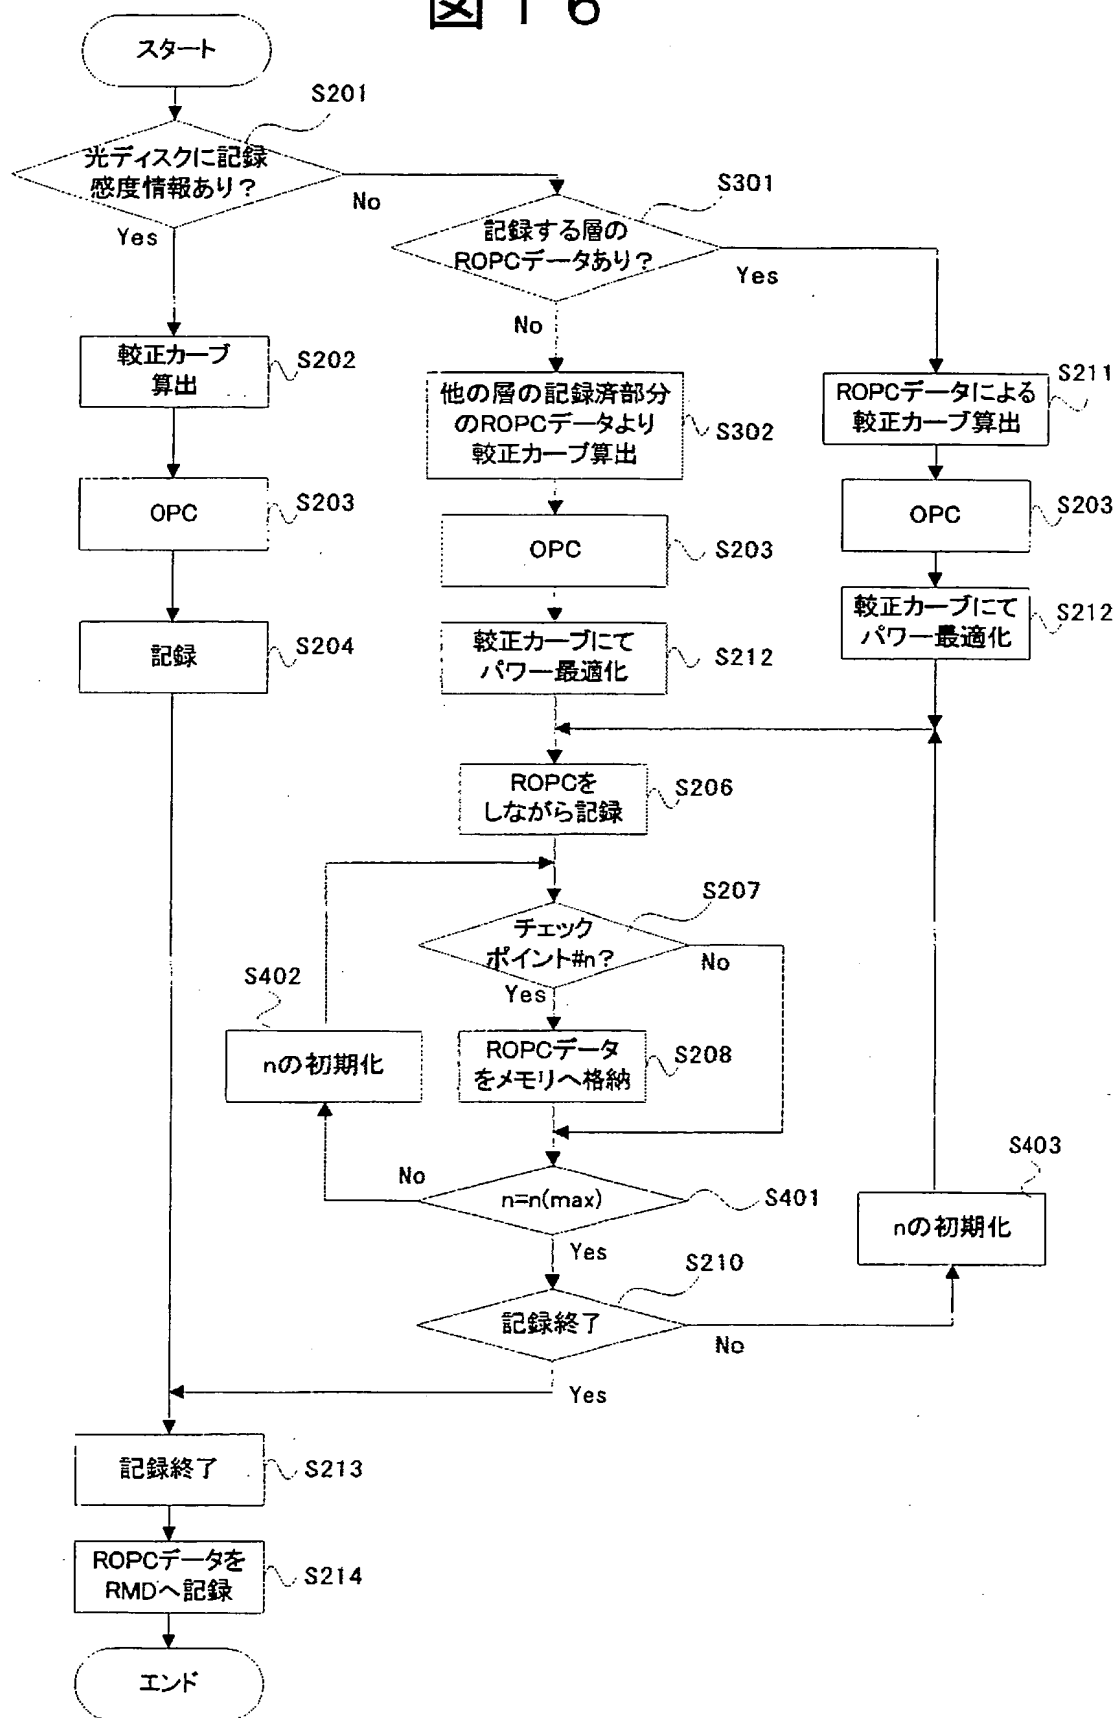 図16
スタート
S201
光ディスクに記録
感度情報あり?
No
Yes
S301
記録する層の
ROPCデータあり?
Yes
No
較正カーブ
算出
S202
他の層の記録済部分
のROPCデータより
較正カーブ算出
S302
ROPCデータによる
較正カーブ算出
S211
OPC
S203
OPC
S203
OPC
S203
記録
S204
較正カーブにて
パワー最適化
S212
較正カーブにて
パワー最適化
S212
ROPCを
しながら記録
S206
S207
チェック
ポイント#n?
No
Yes
S402
nの初期化
ROPCデータ
をメモリへ格納
S208
No
n=n(max)
S401
Yes
S403
nの初期化
S210
記録終了
No
Yes
記録終了
S213
ROPCデータを
RMDへ記録
S214
エンド